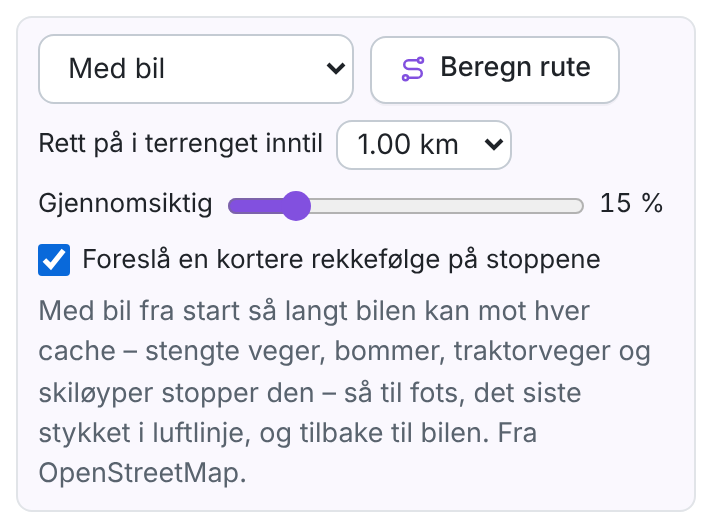 Med bil
Beregn rute
Rett på i terrenget inntil 1.00 km
Gjennomsiktig 15 %
Foreslå en kortere rekkefølge på stoppene
Med bil fra start så langt bilen kan mot hver
cache – stengte veger, bommer, traktorveger og
skiløyper stopper den – så til fots, det siste
stykket i luftlinje, og tilbake til bilen. Fra
OpenStreetMap.